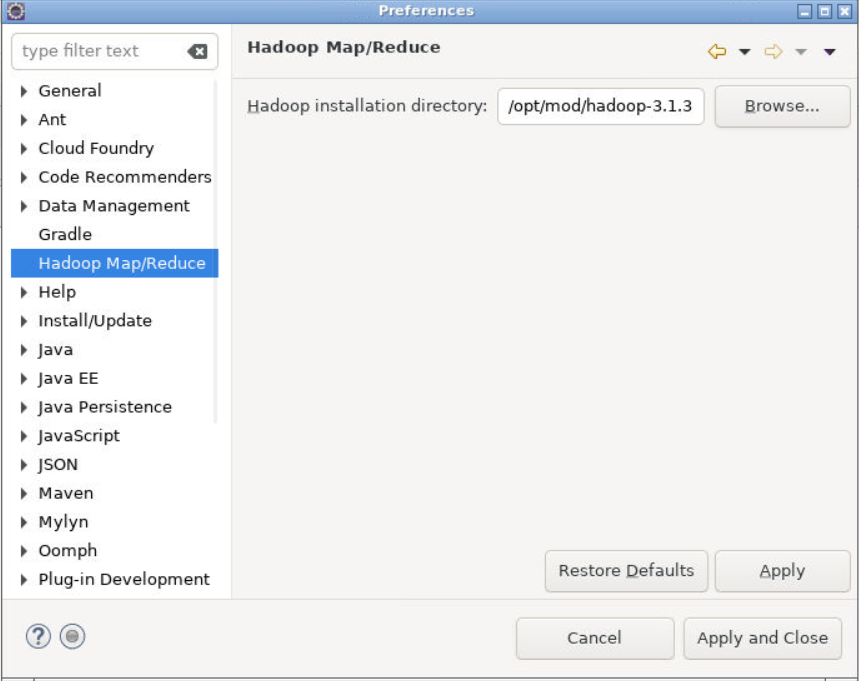 Preferences
type filter text
Hadoop Map/Reduce
General
Hadoop installation directory: /opt/mod/hadoop-3.1.3 Browse...
Ant
Cloud Foundry
Code Recommenders
Data Management
Gradle
Hadoop Map/Reduce
Help
Install/Update
Java
Java EE
Java Persistence
JavaScript
JSON
Maven
Mylyn
Oomph
Plug-in Development
Restore Defaults Apply
? Cancel Apply and Close